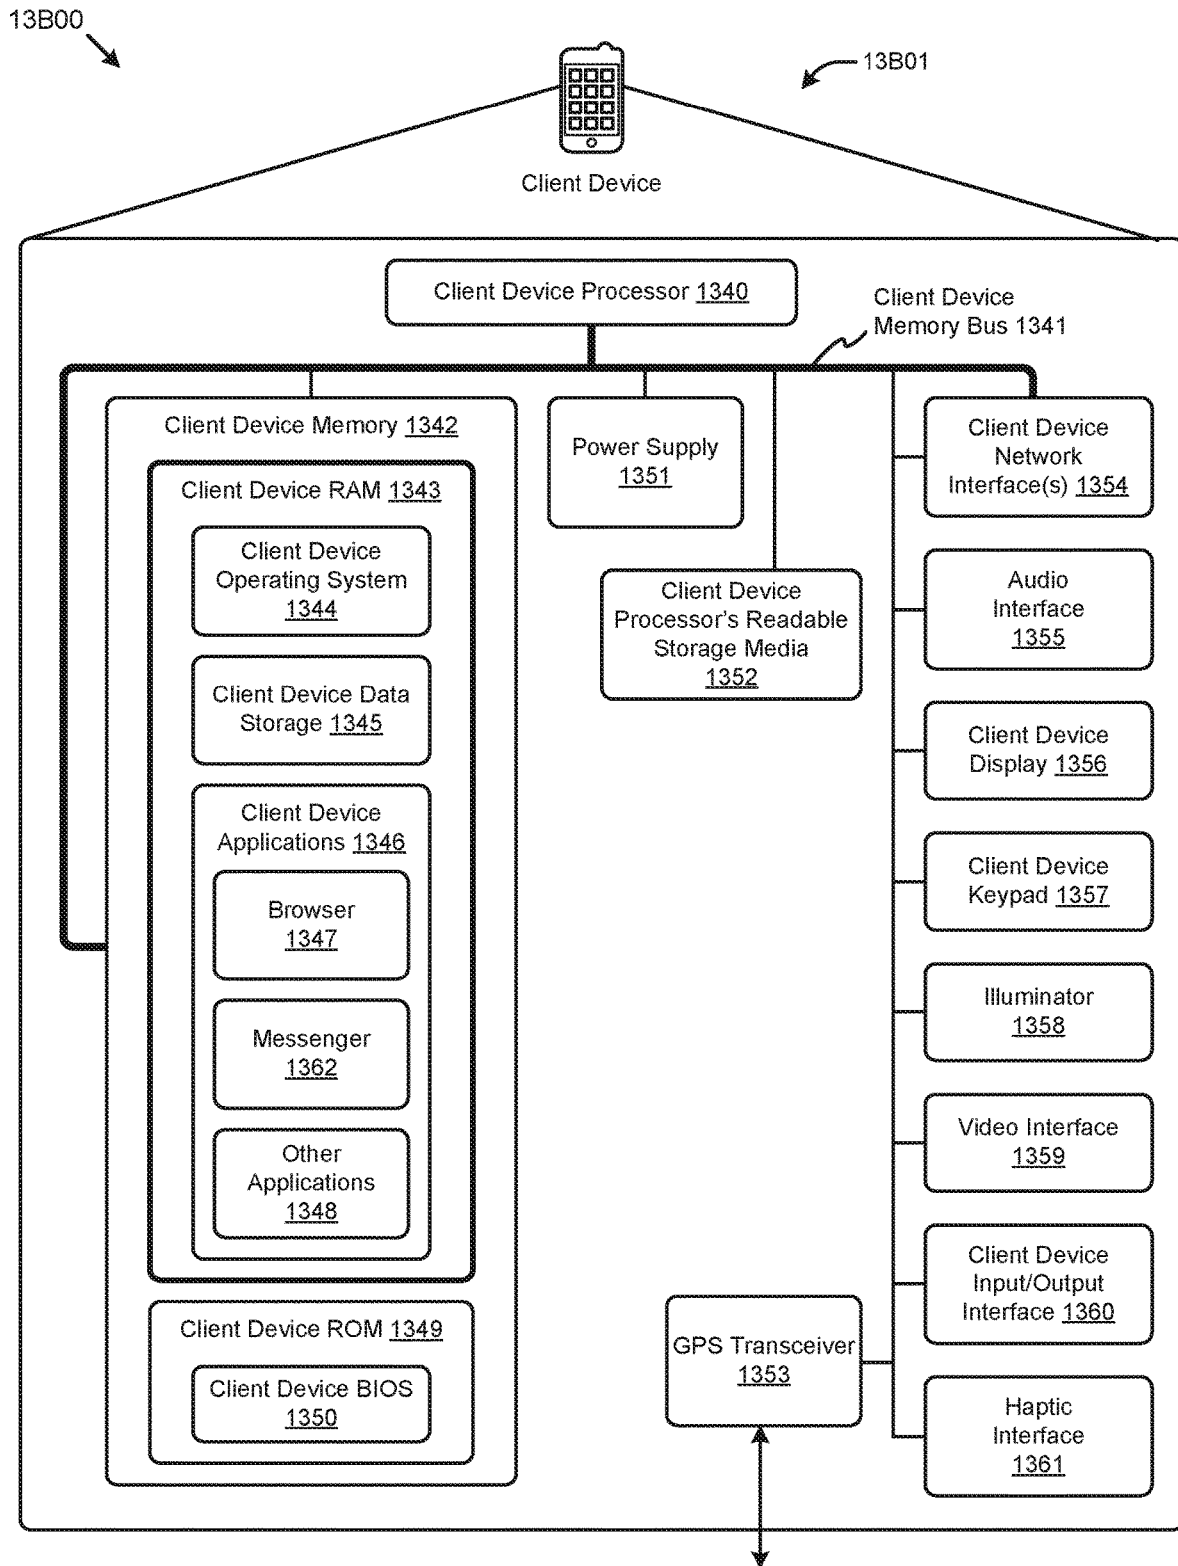 13B00
13B01
Client Device
Client Device Processor 1340
Client Device
Memory Bus 1341
Client Device Memory 1342
Client Device RAM 1343
Client Device
Operating System
1344
Client Device Data
Storage 1345
Client Device
Applications 1346
Browser
1347
Messenger
1362
Other
Applications
1348
Client Device ROM 1349
Client Device BIOS
1350
Power Supply
1351
Client Device
Processor's Readable
Storage Media
1352
GPS Transceiver
1353
Client Device
Network
Interface(s) 1354
Audio
Interface
1355
Client Device
Display 1356
Client Device
Keypad 1357
Illuminator
1358
Video Interface
1359
Client Device
Input/Output
Interface 1360
Haptic
Interface
1361